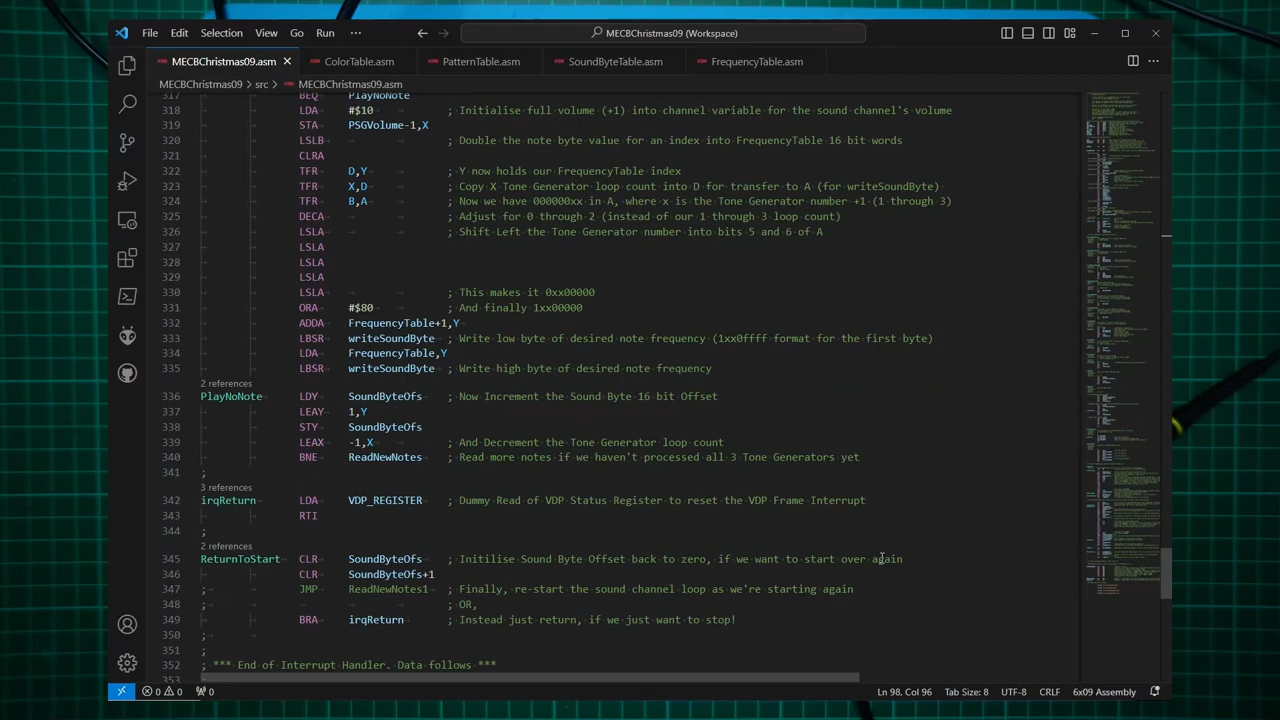 File Edit Selection View Go Run ··· MECBChristmas09 (Workspace)
MECBChristmas09.asm ColorTable.asm PatternTable.asm SoundByteTable.asm FrequencyTable.asm
MECBChristmas09 > src > MECBChristmas09.asm
317 BEQ PlayNoNote
318 LDA #$10 ; Initialise full volume (+1) into channel variable for the sound channel's volume
319 STA PSGVolume-1,X
320 LSLB ; Double the note byte value for an index into FrequencyTable 16 bit words
321 CLRA
322 TFR D,Y ; Y now holds our FrequencyTable index
323 TFR X,D ; Copy X Tone Generator loop count into D for transfer to A (for writeSoundByte)
324 TFR B,A ; Now we have 000000xx in A, where x is the Tone Generator number +1 (1 through 3)
325 DECA ; Adjust for 0 through 2 (instead of our 1 through 3 loop count)
326 LSLA ; Shift Left the Tone Generator number into bits 5 and 6 of A
327 LSLA
328 LSLA
329 LSLA
330 LSLA ; This makes it 0xx00000
331 ORA #$80 ; And finally 1xx00000
332 ADDA FrequencyTable+1,Y
333 LBSR writeSoundByte ; Write low byte of desired note frequency (1xx0ffff format for the first byte)
334 LDA FrequencyTable,Y
335 LBSR writeSoundByte ; Write high byte of desired note frequency
2 references
336 PlayNoNote LDY SoundByteOfs ; Now Increment the Sound Byte 16 bit Offset
337 LEAY 1,Y
338 STY SoundByteOfs
339 LEAX -1,X ; And Decrement the Tone Generator loop count
340 BNE ReadNewNotes ; Read more notes if we haven't processed all 3 Tone Generators yet
341 ;
3 references
342 irqReturn LDA VDP_REGISTER ; Dummy Read of VDP Status Register to reset the VDP Frame Interrupt
343 RTI
344 ;
2 references
345 ReturnToStart CLR SoundByteOfs ; Initilise Sound Byte Offset back to zero, if we want to start over again
346 CLR SoundByteOfs+1
347 ; JMP ReadNewNotes1 ; Finally, re-start the sound channel loop as we're starting again
348 ; ; OR,
349 BRA irqReturn ; Instead just return, if we just want to stop!
350 ;
351 ;
352 ; *** End of Interrupt Handler. Data follows ***
353
0 0 0 Ln 98, Col 96 Tab Size: 8 UTF-8 CRLF 6x09 Assembly